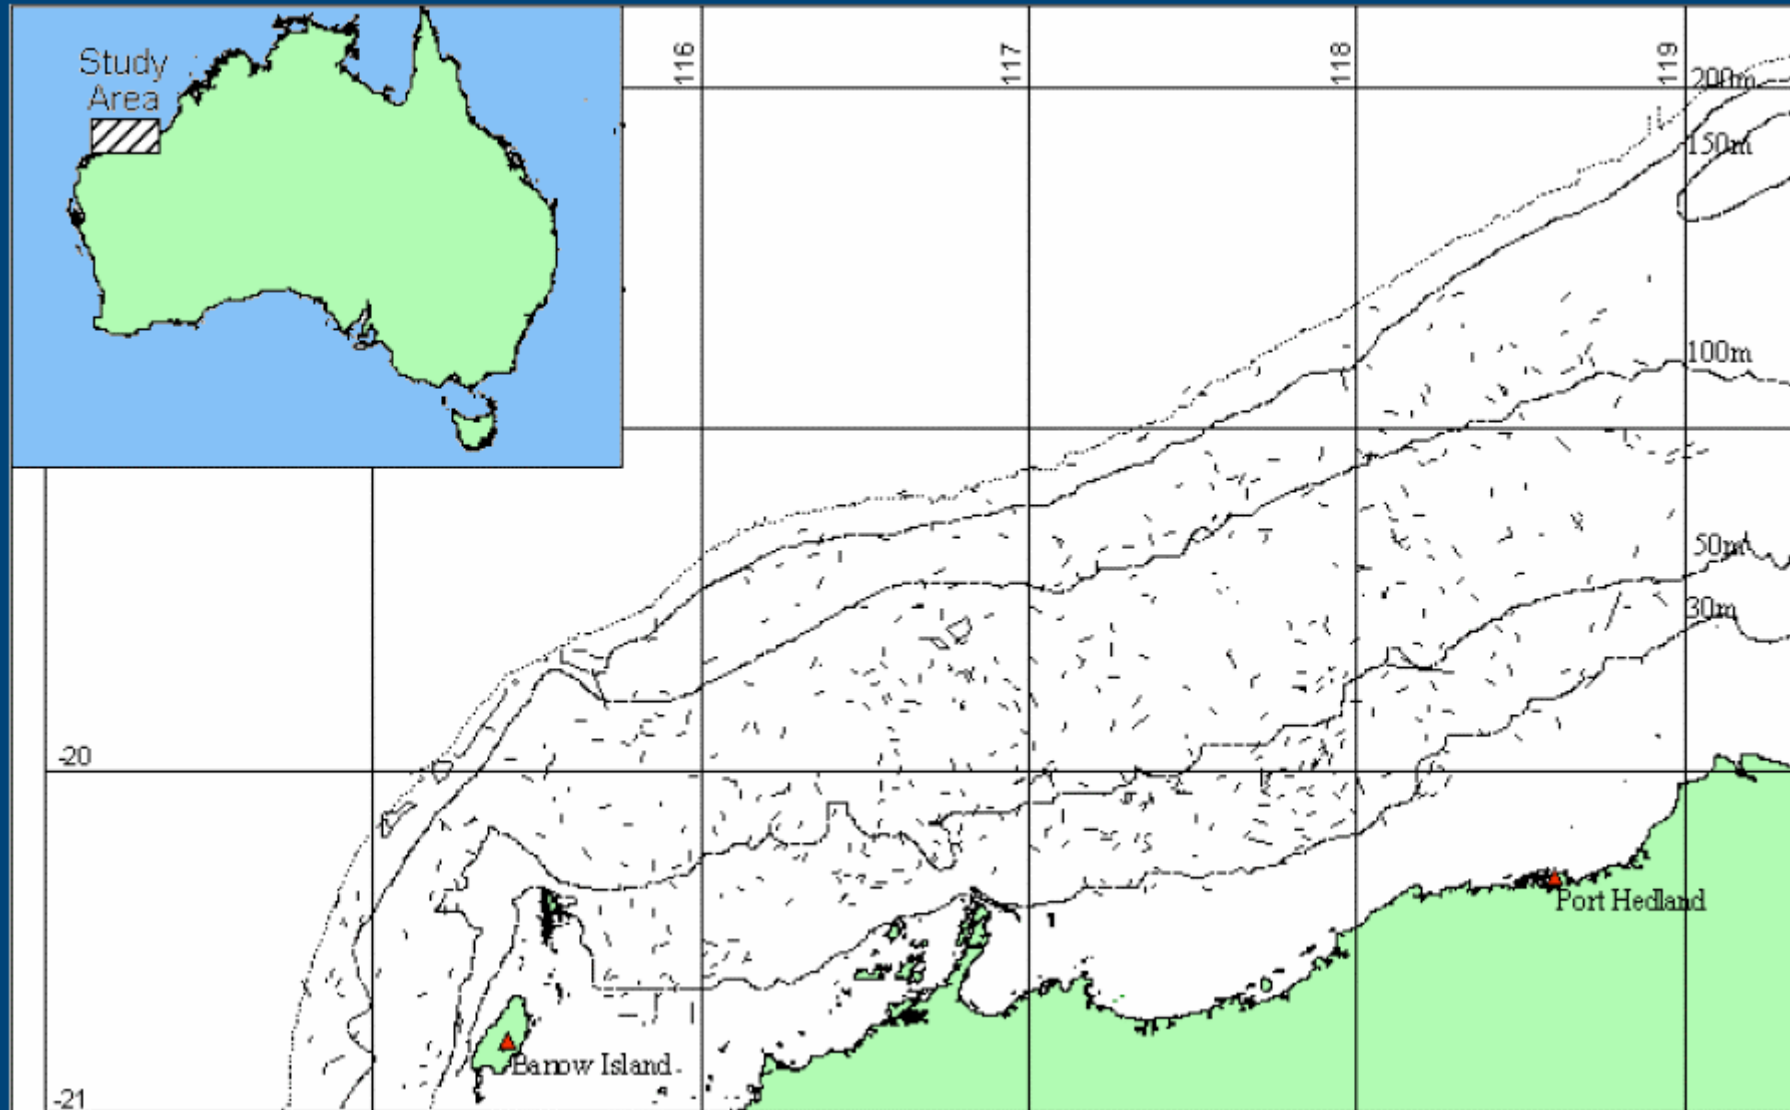 Study
Area
116
117
118
119
200m
150m
100m
50m
30m
-20
Port Hedland
Barrow Island
-21